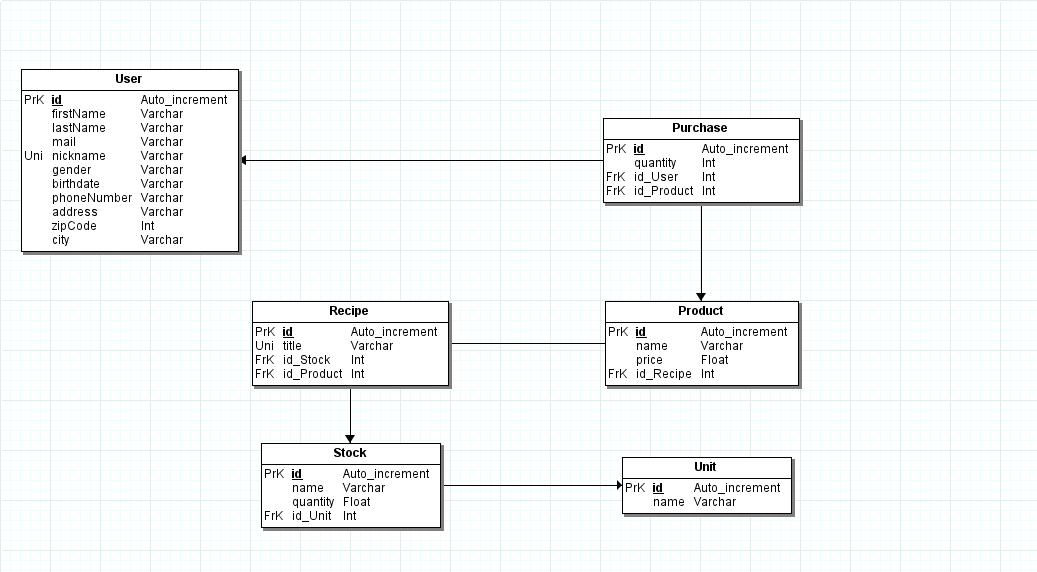 User
PrK id Auto_increment
firstName Varchar
lastName Varchar
mail Varchar
Uni nickname Varchar
gender Varchar
birthdate Varchar
phoneNumber Varchar
address Varchar
zipCode Int
city Varchar
Purchase
PrK id Auto_increment
quantity Int
FrK id_User Int
FrK id_Product Int
Recipe
PrK id Auto_increment
Uni title Varchar
FrK id_Stock Int
FrK id_Product Int
Product
PrK id Auto_increment
name Varchar
price Float
FrK id_Recipe Int
Stock
PrK id Auto_increment
name Varchar
quantity Float
FrK id_Unit Int
Unit
PrK id Auto_increment
name Varchar